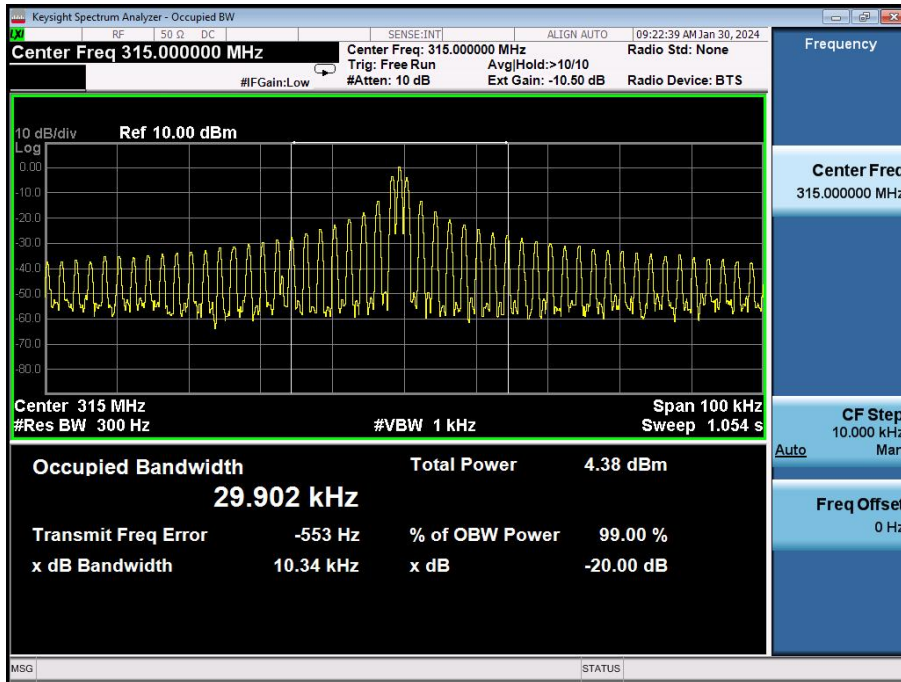 Keysight Spectrum Analyzer - Occupied BW
LXI
RF 50 Ω DC SENSE:INT ALIGN AUTO 09:22:39 AM Jan 30, 2024
Center Freq 315.000000 MHz
Center Freq: 315.000000 MHz Radio Std: None
Trig: Free Run Avg|Hold:>10/10
#IFGain:Low #Atten: 10 dB Ext Gain: -10.50 dB Radio Device: BTS
10 dB/div Ref 10.00 dBm
Log
0.00
-10.0
-20.0
-30.0
-40.0
-50.0
-60.0
-70.0
-80.0
Center 315 MHz Span 100 kHz
#Res BW 300 Hz #VBW 1 kHz Sweep 1.054 s
Occupied Bandwidth Total Power 4.38 dBm
29.902 kHz
Transmit Freq Error -553 Hz % of OBW Power 99.00 %
x dB Bandwidth 10.34 kHz x dB -20.00 dB
MSG STATUS
Frequency
Center Freq
315.000000 MHz
CF Step
10.000 kHz
Auto Man
Freq Offset
0 Hz